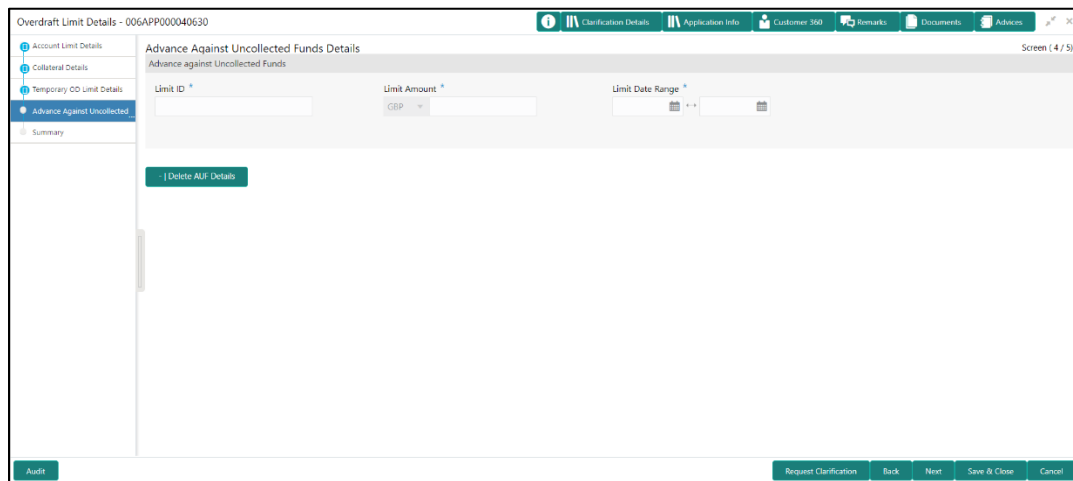 Overdraft Limit Details - 006APP000040630
Clarification Details
Application Info
Customer 360
Remarks
Documents
Advices
Account Limit Details
Collateral Details
Temporary OD Limit Details
Advance Against Uncollected ...
Summary
Advance Against Uncollected Funds Details
Screen ( 4 / 5)
Advance against Uncollected Funds
Limit ID *
Limit Amount *
Limit Date Range *
GBP
- | Delete AUF Details
Audit
Request Clarification
Back
Next
Save & Close
Cancel